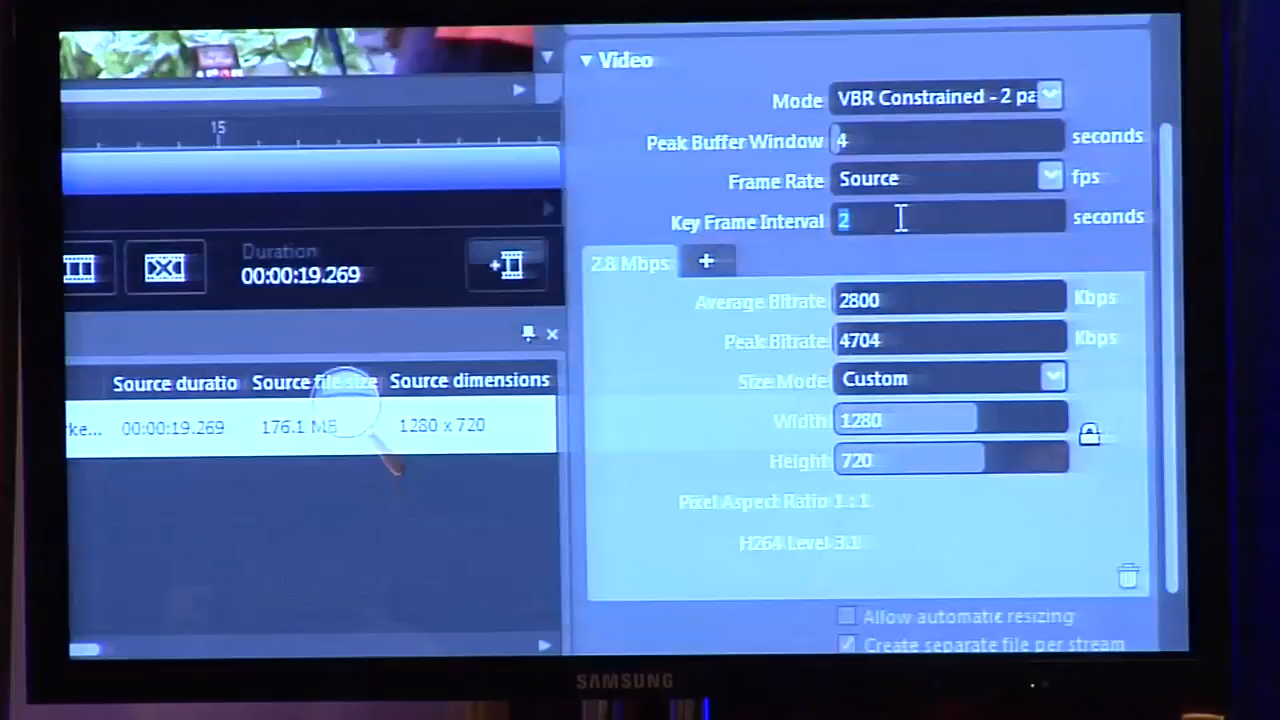 15
Duration
00:00:19.269
Source duratio Source file size Source dimensions
rke... 00:00:19.269 176.1 MB 1280 x 720
Video
Mode VBR Constrained - 2 pa
Peak Buffer Window 4 seconds
Frame Rate Source fps
Key Frame Interval 2 seconds
2.8 Mbps +
Average Bitrate 2800 Kbps
Peak Bitrate 4704 Kbps
Size Mode Custom
Width 1280
Height 720
Pixel Aspect Ratio 1 : 1
H264 Level 3.1
Allow automatic resizing
Create separate file per stream
SAMSUNG